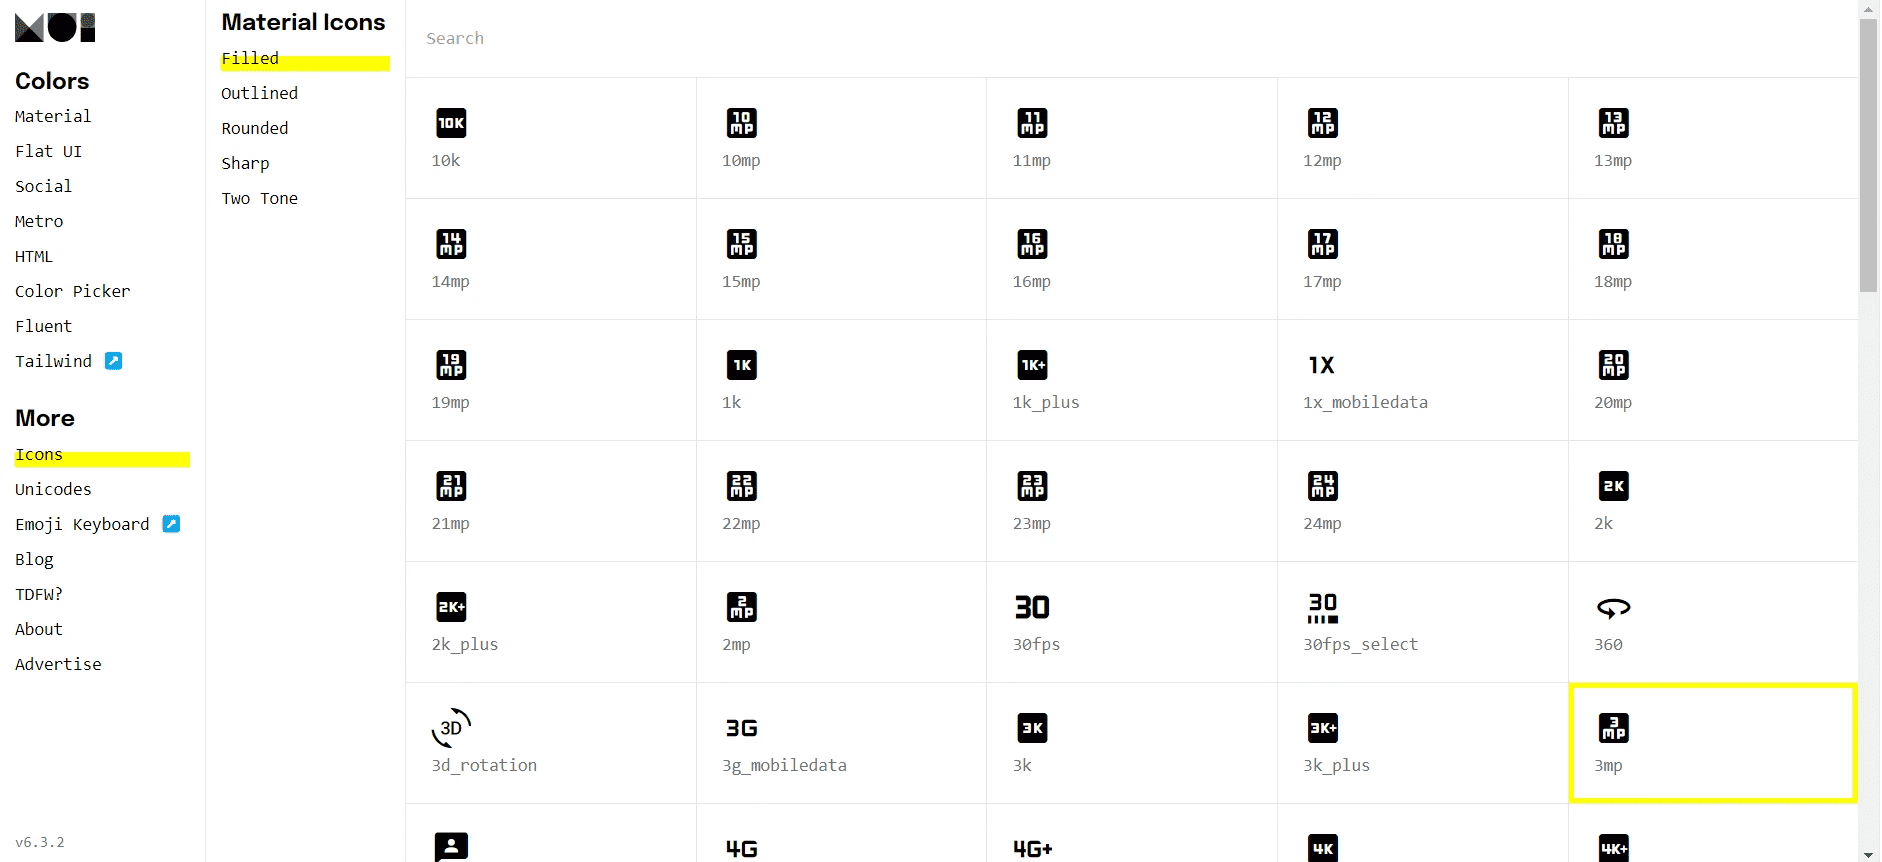 MOi
Colors
Material
Flat UI
Social
Metro
HTML
Color Picker
Fluent
Tailwind
More
Icons
Unicodes
Emoji Keyboard
Blog
TDFW?
About
Advertise
v6.3.2
Material Icons
Filled
Outlined
Rounded
Sharp
Two Tone
Search
10K
10 MP
11 MP
12 MP
13 MP
10k
10mp
11mp
12mp
13mp
14 MP
15 MP
16 MP
17 MP
18 MP
14mp
15mp
16mp
17mp
18mp
19 MP
1K
1K+
1X
20 MP
19mp
1k
1k_plus
1x_mobiledata
20mp
21 MP
22 MP
23 MP
24 MP
2K
21mp
22mp
23mp
24mp
2k
2K+
2 MP
30
30
2k_plus
2mp
30fps
30fps_select
360
3D
3G
3K
3K+
3 MP
3d_rotation
3g_mobiledata
3k
3k_plus
3mp
4G
4G+
4K
4K+